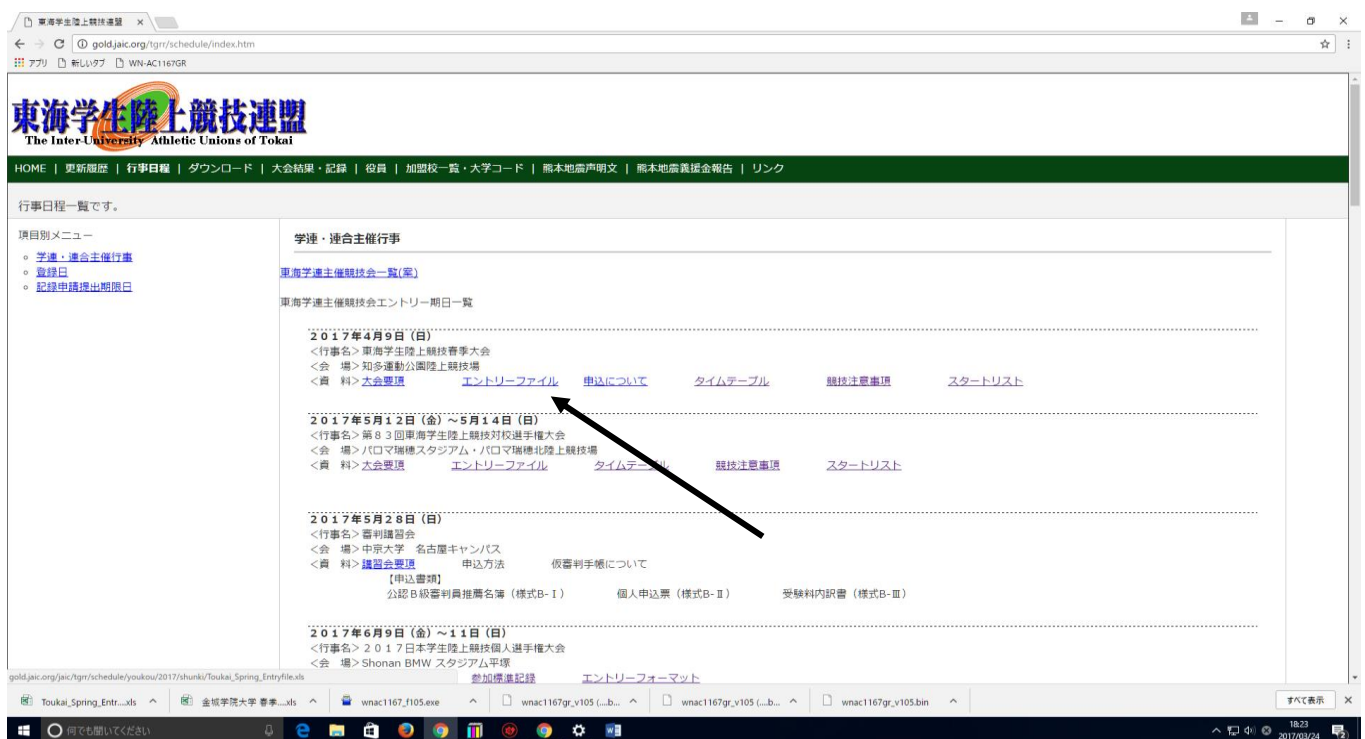 東海学生陸上競技連盟
gold.jaic.org/tgrr/schedule/index.htm
アプリ 新しいタブ WN-AC1167GR
東海学生陸上競技連盟
The Inter-University Athletic Unions of Tokai
HOME | 更新履歴 | 行事日程 | ダウンロード | 大会結果・記録 | 役員 | 加盟校一覧・大学コード | 熊本地震声明文 | 熊本地震義援金報告 | リンク
行事日程一覧です。
項目別メニュー
学連・連合主催行事
登録日
記録申請提出期限日
学連・連合主催行事
東海学連主催競技会一覧(案)
東海学連主催競技会エントリー期日一覧
２０１７年４月９日（日）
＜行事名＞東海学生陸上競技春季大会
＜会　場＞知多運動公園陸上競技場
＜資　料＞大会要項 エントリーファイル 申込について タイムテーブル 競技注意事項 スタートリスト
２０１７年５月１２日（金）～５月１４日（日）
＜行事名＞第８３回東海学生陸上競技対校選手権大会
＜会　場＞パロマ瑞穂スタジアム・パロマ瑞穂北陸上競技場
＜資　料＞大会要項 エントリーファイル タイムテーブル 競技注意事項 スタートリスト
２０１７年５月２８日（日）
＜行事名＞審判講習会
＜会　場＞中京大学　名古屋キャンパス
＜資　料＞講習会要項 申込方法 仮審判手帳について
【申込書類】
公認Ｂ級審判員推薦名簿（様式B-Ⅰ） 個人申込票（様式B-Ⅱ） 受験料内訳書（様式B-Ⅲ）
２０１７年６月９日（金）～１１日（日）
＜行事名＞２０１７日本学生陸上競技個人選手権大会
＜会　場＞Shonan BMW スタジアム平塚
参加標準記録 エントリーフォーマット
gold.jaic.org/jaic/tgrr/schedule/youkou/2017/shunki/Toukai_Spring_Entryfile.xls
Toukai_Spring_Entr....xls 金城学院大学 春季....xls wnac1167_f105.exe wnac1167gr_v105 (....b... wnac1167gr_v105 (....b... wnac1167gr_v105.bin すべて表示
何でも聞いてください
18:23
2017/03/24